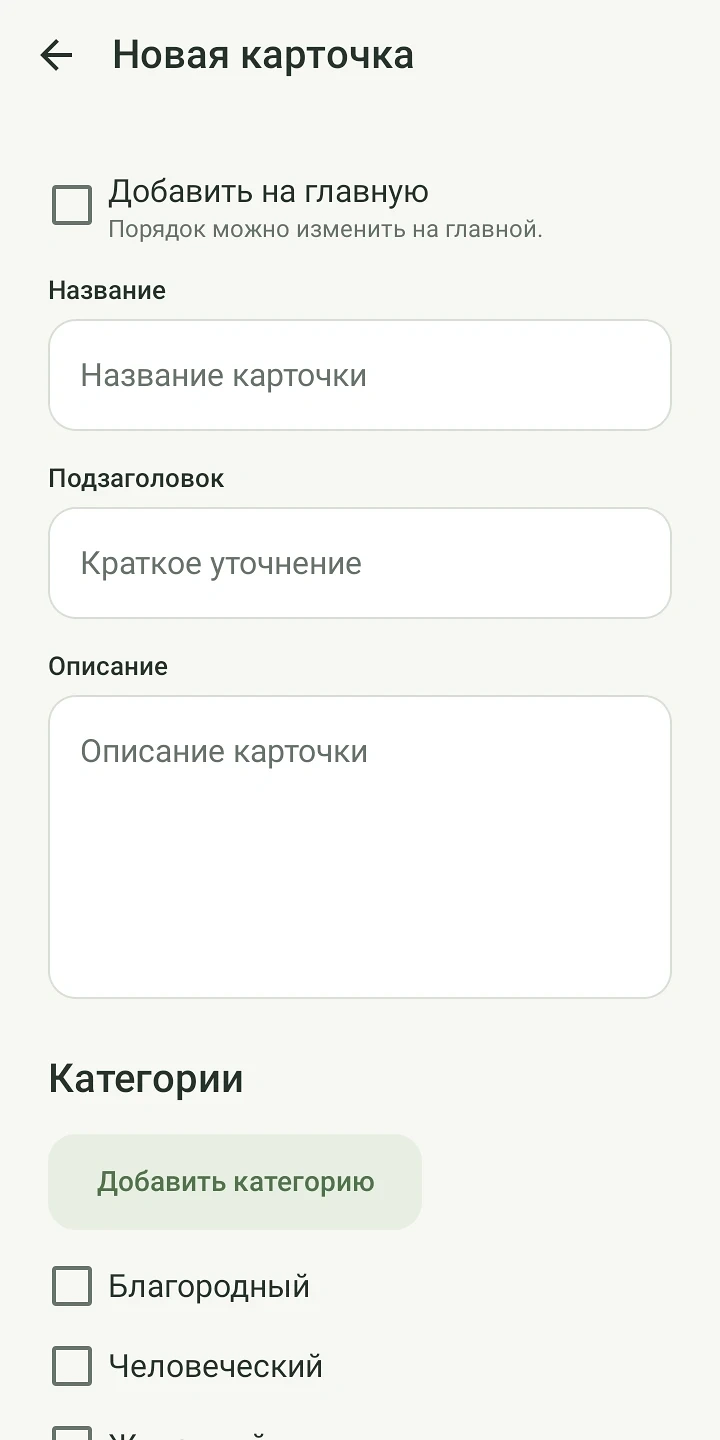 Новая карточка
Добавить на главную
Порядок можно изменить на главной.
Название
Название карточки
Подзаголовок
Краткое уточнение
Описание
Описание карточки
Категории
Добавить категорию
Благородный
Человеческий